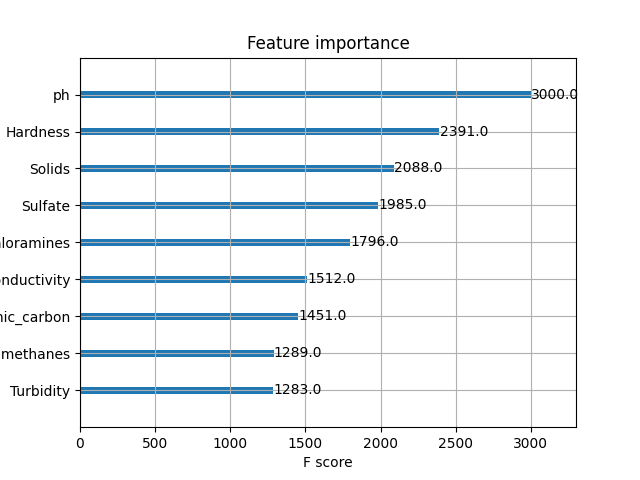 Feature importance
ph
3000.0
Hardness
2391.0
Solids
2088.0
Sulfate
1985.0
loramines
1796.0
onductivity
1512.0
nic_carbon
1451.0
methanes
1289.0
Turbidity
1283.0
0 500 1000 1500 2000 2500 3000
F score